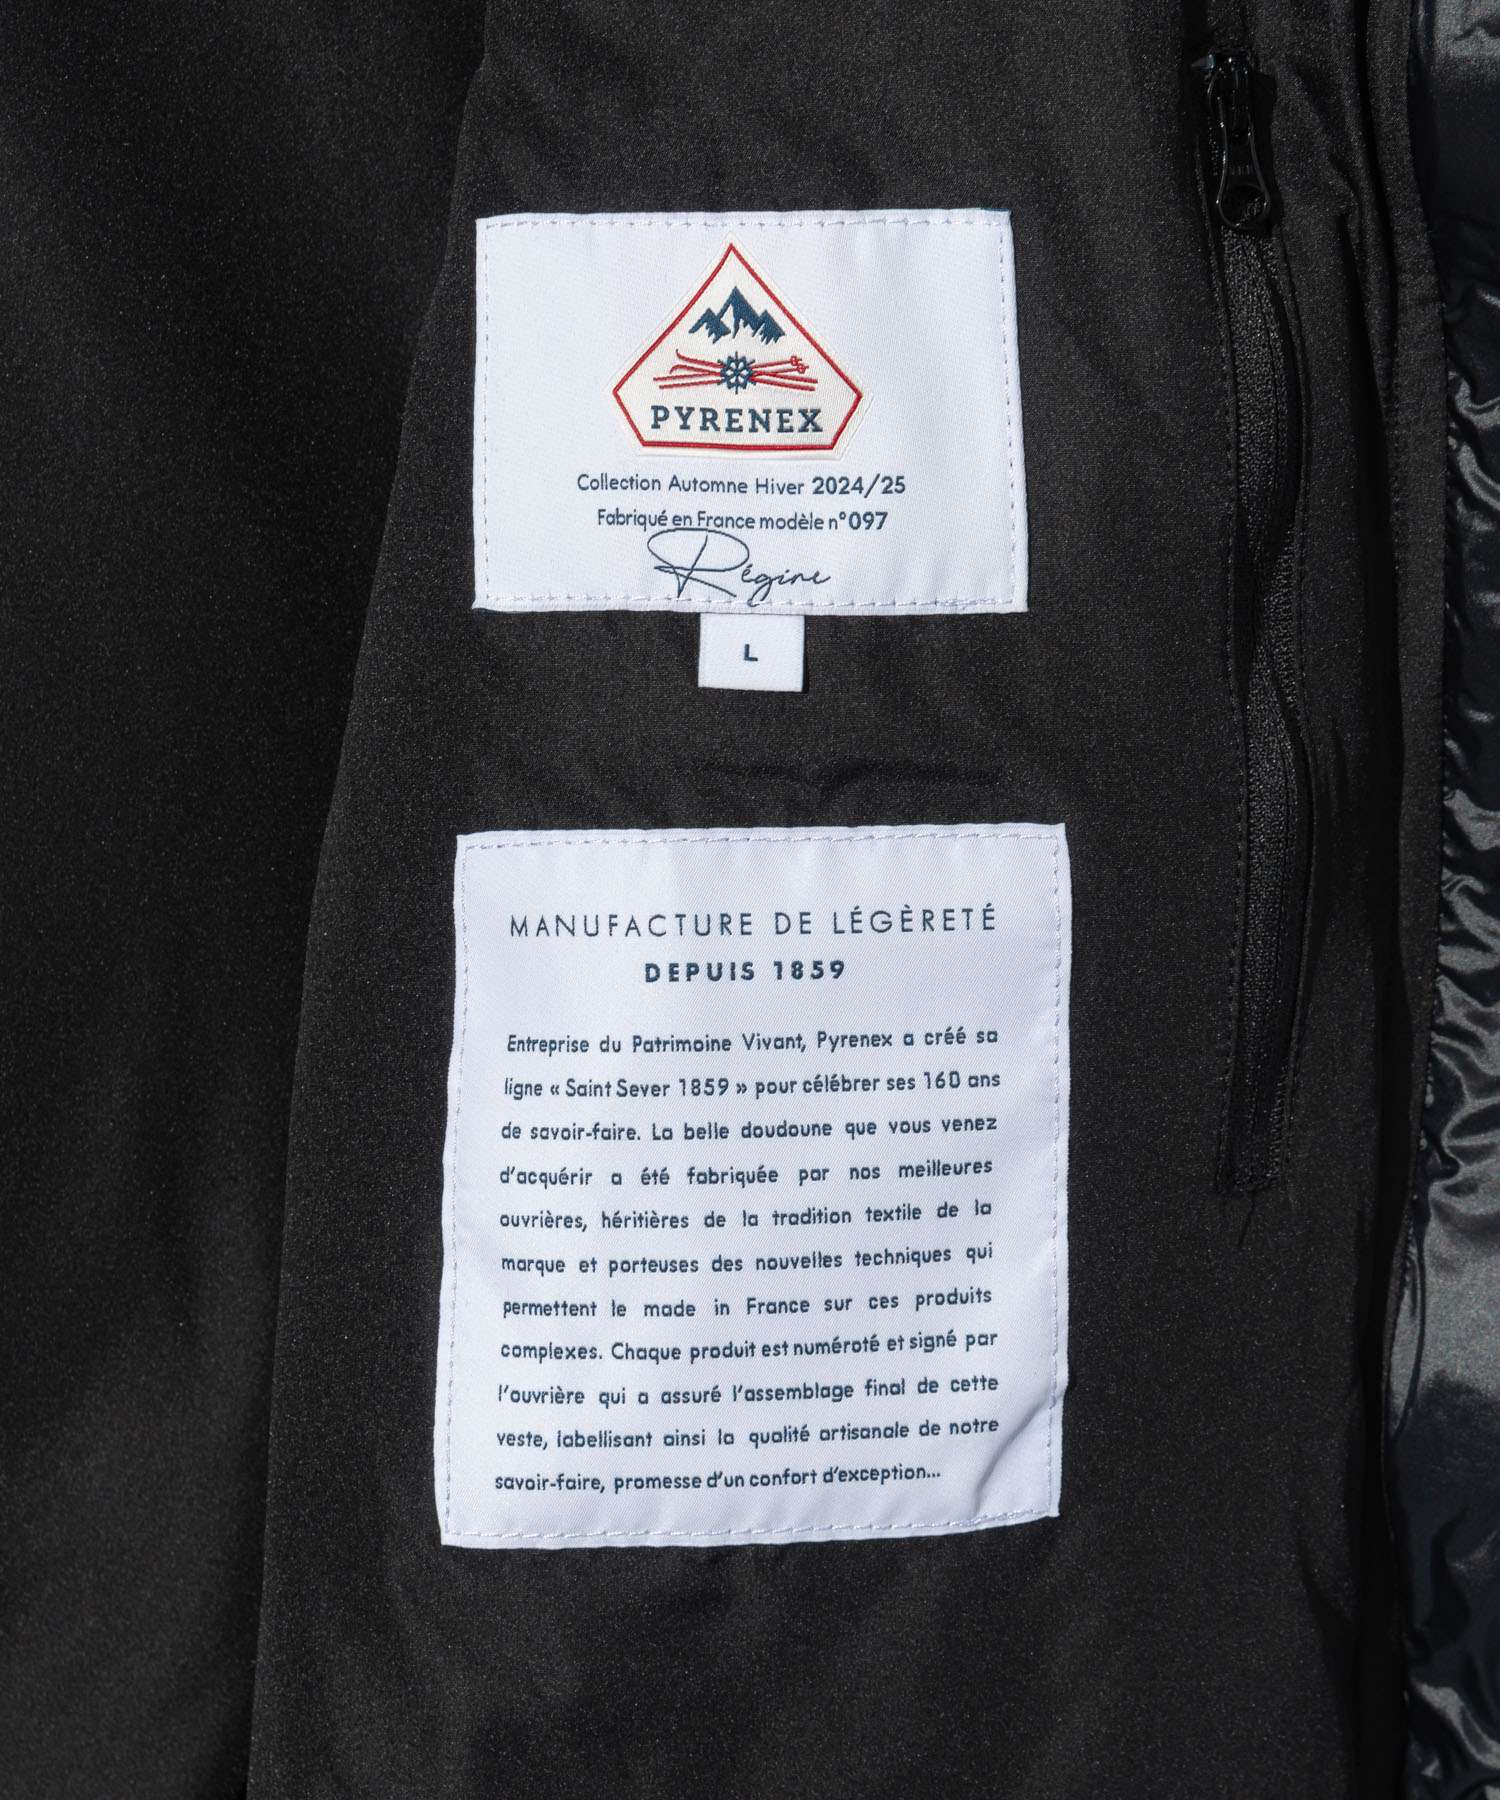 PYRENEX
Collection Automne Hiver 2024/25
Fabriqué en France modèle n°097
Régine
L
MANUFACTURE DE LÉGÈRETÉ
DEPUIS 1859
Entreprise du Patrimoine Vivant, Pyrenex a créé sa
ligne « Saint Sever 1859 » pour célébrer ses 160 ans
de savoir-faire. La belle doudoune que vous venez
d'acquérir a été fabriquée par nos meilleures
ouvrières, héritières de la tradition textile de la
marque et porteuses des nouvelles techniques qui
permettent le made in France sur ces produits
complexes. Chaque produit est numéroté et signé par
l'ouvrière qui a assuré l'assemblage final de cette
veste, labellisant ainsi la qualité artisanale de notre
savoir-faire, promesse d'un confort d'exception...